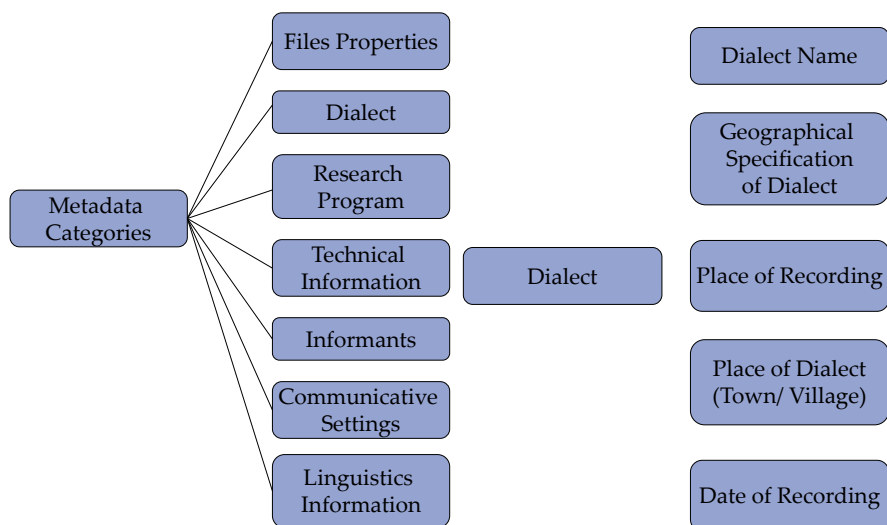 Metadata
Categories
Files Properties
Dialect
Research
Program
Technical
Information
Informants
Communicative
Settings
Linguistics
Information
Dialect
Dialect Name
Geographical
Specification
of Dialect
Place of Recording
Place of Dialect
(Town/ Village)
Date of Recording